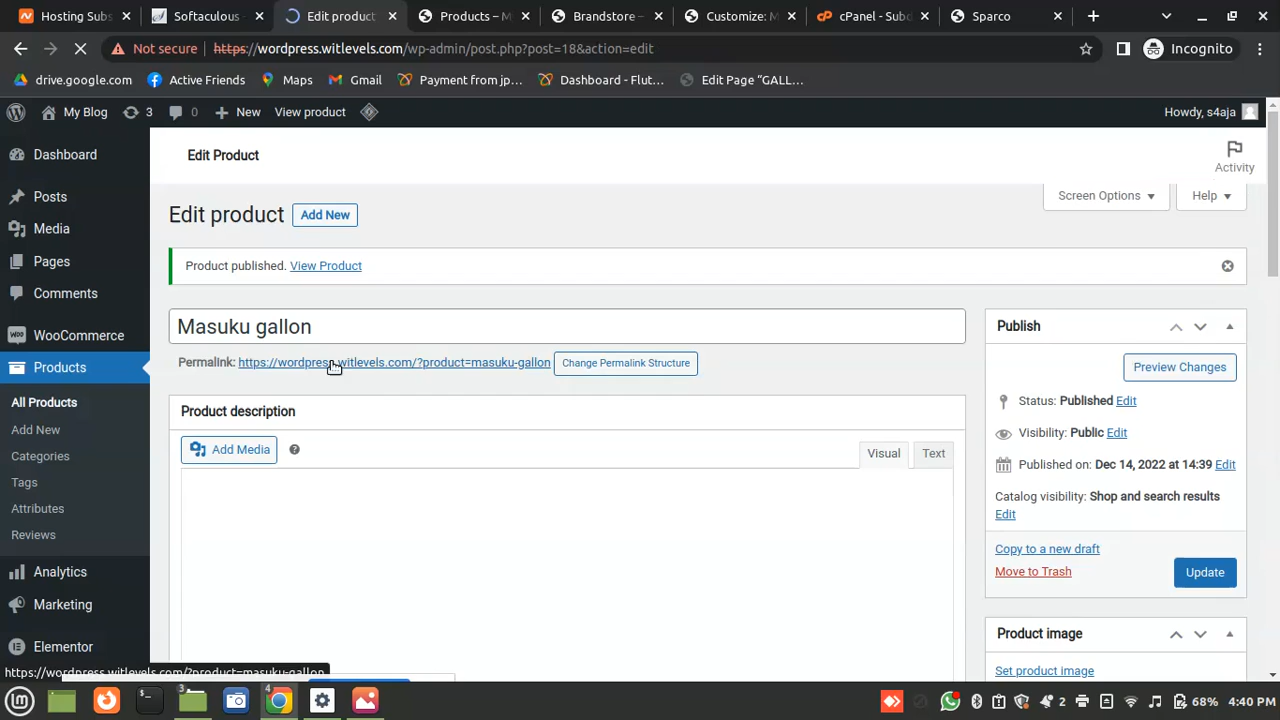 Hosting Subs
Softaculous -
Edit product
Products – M
Brandstore –
Customize: M
cPanel - Subd
Sparco
Not secure https://wordpress.witlevels.com/wp-admin/post.php?post=18&action=edit Incognito
drive.google.com
Active Friends
Maps
Gmail
Payment from jp...
Dashboard - Flut...
Edit Page “GALL...
My Blog 3 0 New View product
Howdy, s4aja
Dashboard
Posts
Media
Pages
Comments
WooCommerce
Products
All Products
Add New
Categories
Tags
Attributes
Reviews
Analytics
Marketing
Elementor
Edit Product
Activity
Screen Options Help
Edit product Add New
Product published. View Product
Masuku gallon
Permalink: https://wordpress.witlevels.com/?product=masuku-gallon Change Permalink Structure
Product description
Add Media
Visual Text
Publish
Preview Changes
Status: Published Edit
Visibility: Public Edit
Published on: Dec 14, 2022 at 14:39 Edit
Catalog visibility: Shop and search results
Edit
Copy to a new draft
Move to Trash
Update
Product image
Set product image
https://wordpress.witlevels.com/?product=masuku-gallon
3 4 2 68% 4:40 PM